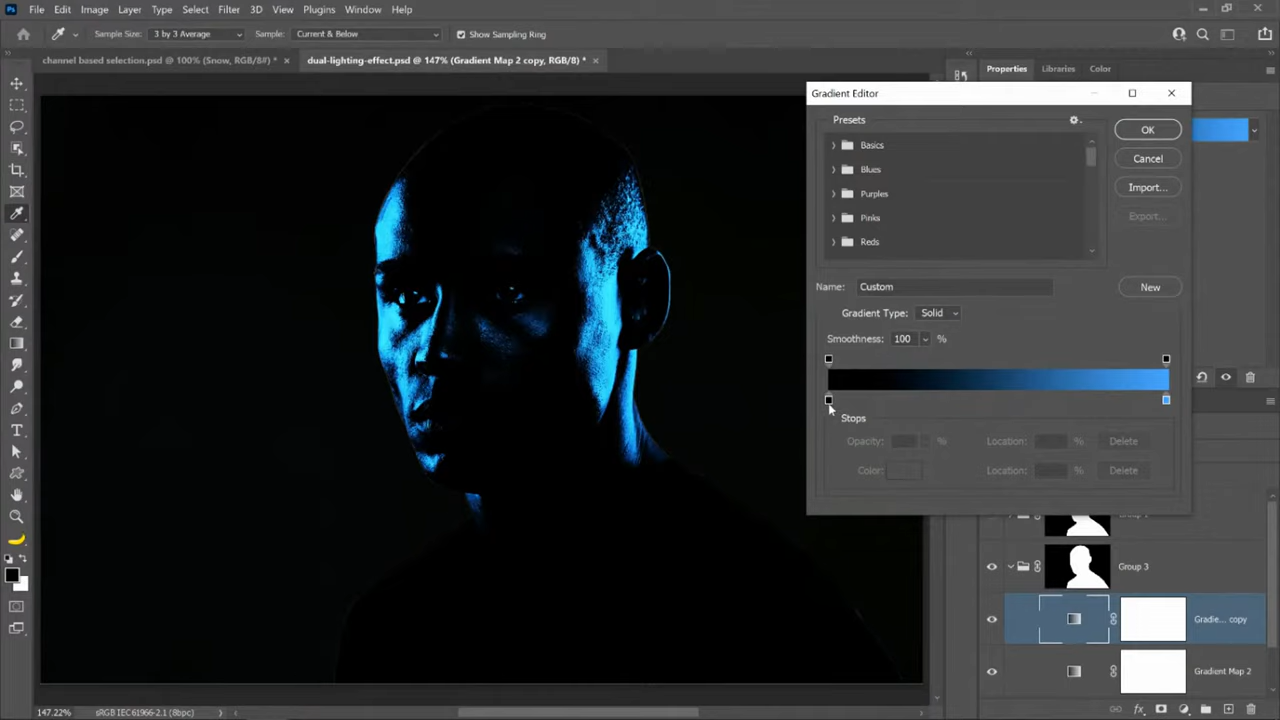 Ps File Edit Image Layer Type Select Filter 3D View Plugins Window Help
Sample Size: 3 by 3 Average Sample: Current & Below Show Sampling Ring
channel based selection.psd @ 100% (Snow, RGB/8#) * × dual-lighting-effect.psd @ 147% (Gradient Map 2 copy, RGB/8) * ×
Properties Libraries Color
Gradient Editor
Presets
Basics
Blues
Purples
Pinks
Reds
OK
Cancel
Import...
Export...
Name: Custom New
Gradient Type: Solid
Smoothness: 100 %
Stops
Opacity: % Location: % Delete
Color: Location: % Delete
Group 3
Gradie... copy
Gradient Map 2
147.22% sRGB IEC61966-2.1 (8bpc)
fx